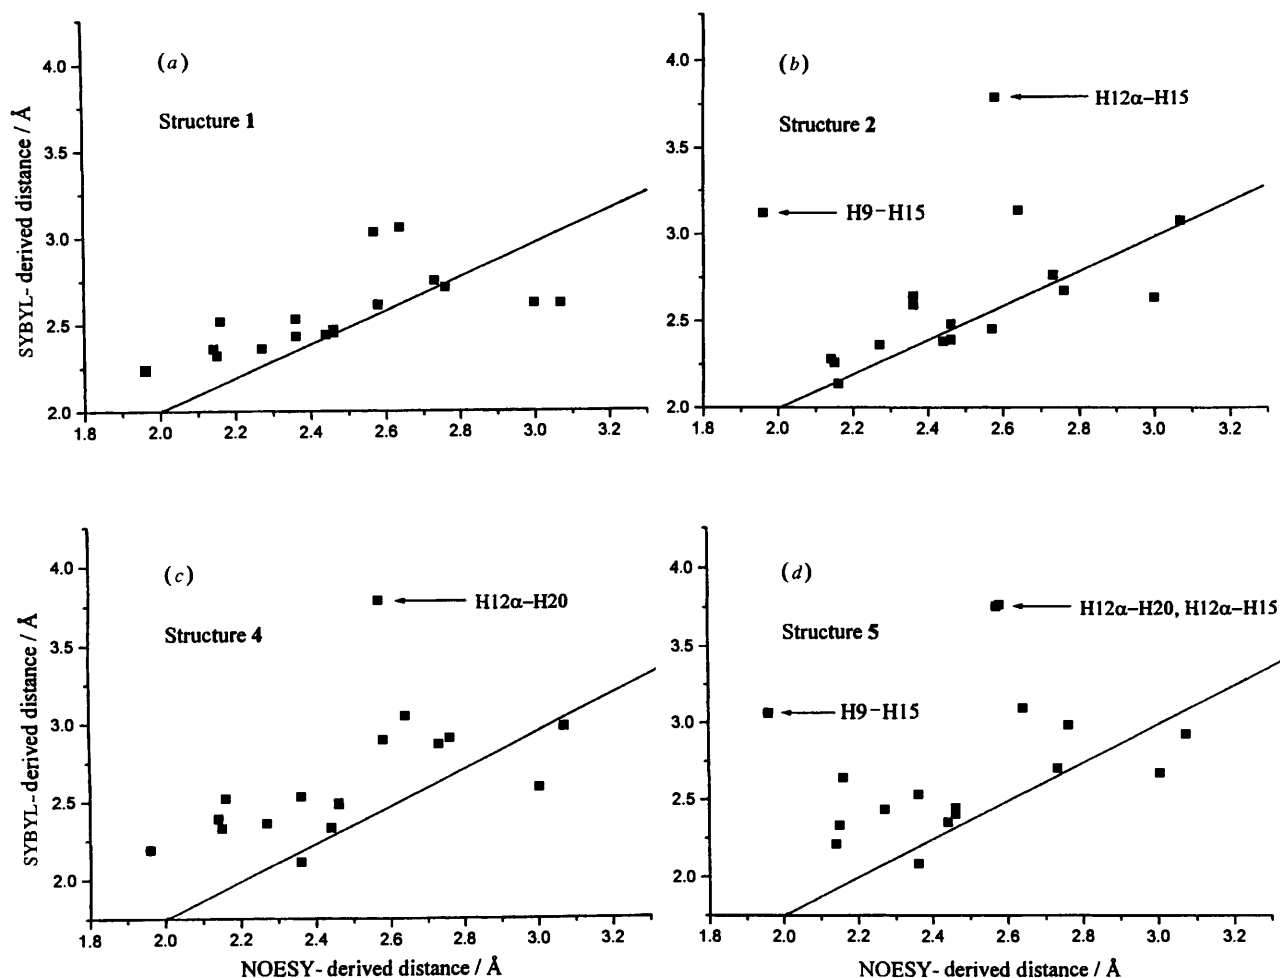 (a)
Structure 1
SYBYL- derived distance / Å
4.0
3.5
3.0
2.5
2.0
1.8 2.0 2.2 2.4 2.6 2.8 3.0 3.2
(b)
Structure 2
H12α–H15
H9–H15
4.0
3.5
3.0
2.5
2.0
1.8 2.0 2.2 2.4 2.6 2.8 3.0 3.2
(c)
Structure 4
H12α–H20
SYBYL- derived distance / Å
4.0
3.5
3.0
2.5
2.0
1.8 2.0 2.2 2.4 2.6 2.8 3.0 3.2
NOESY- derived distance / Å
(d)
Structure 5
H12α–H20, H12α–H15
H9–H15
4.0
3.5
3.0
2.5
2.0
1.8 2.0 2.2 2.4 2.6 2.8 3.0 3.2
NOESY- derived distance / Å